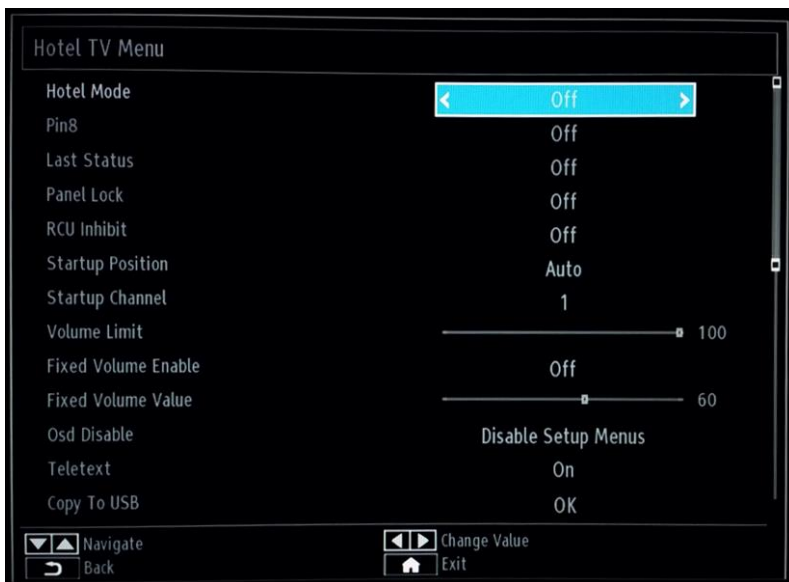 Hotel TV Menu
Hotel Mode Off
Pin8 Off
Last Status Off
Panel Lock Off
RCU Inhibit Off
Startup Position Auto
Startup Channel 1
Volume Limit 100
Fixed Volume Enable Off
Fixed Volume Value 60
Osd Disable Disable Setup Menus
Teletext On
Copy To USB OK
Navigate Change Value
Back Exit